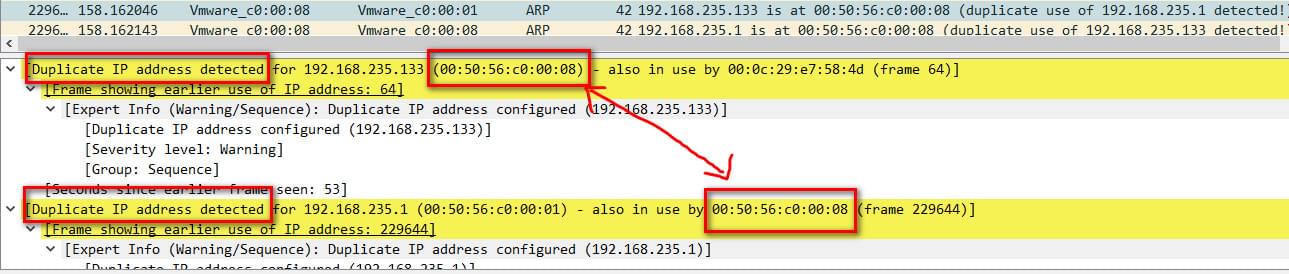 2296… 158.162046 Vmware_c0:00:08 Vmware_c0:00:01 ARP 42 192.168.235.133 is at 00:50:56:c0:00:08 (duplicate use of 192.168.235.1 detected!)
2296… 158.162143 Vmware c0:00:08 Vmware c0:00:08 ARP 42 192.168.235.1 is at 00:50:56:c0:00:08 (duplicate use of 192.168.235.133 detected!
[Duplicate IP address detected for 192.168.235.133 (00:50:56:c0:00:08) - also in use by 00:0c:29:e7:58:4d (frame 64)]
[Frame showing earlier use of IP address: 64]
[Expert Info (Warning/Sequence): Duplicate IP address configured (192.168.235.133)]
[Duplicate IP address configured (192.168.235.133)]
[Severity level: Warning]
[Group: Sequence]
[Seconds since earlier frame seen: 53]
[Duplicate IP address detected for 192.168.235.1 (00:50:56:c0:00:01) - also in use by 00:50:56:c0:00:08 (frame 229644)]
[Frame showing earlier use of IP address: 229644]
[Expert Info (Warning/Sequence): Duplicate IP address configured (192.168.235.1)]
[Duplicate IP address configured (192.168.235.1)]